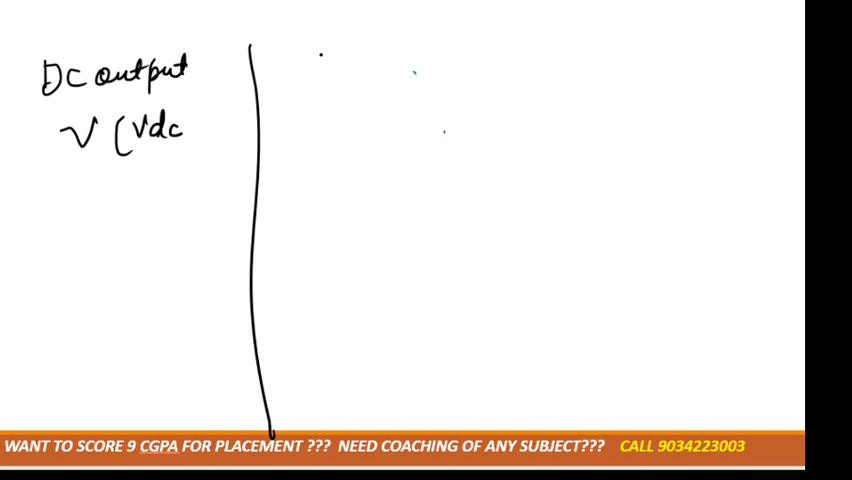 DC output
V (Vdc
WANT TO SCORE 9 CGPA FOR PLACEMENT ??? NEED COACHING OF ANY SUBJECT??? CALL 9034223003